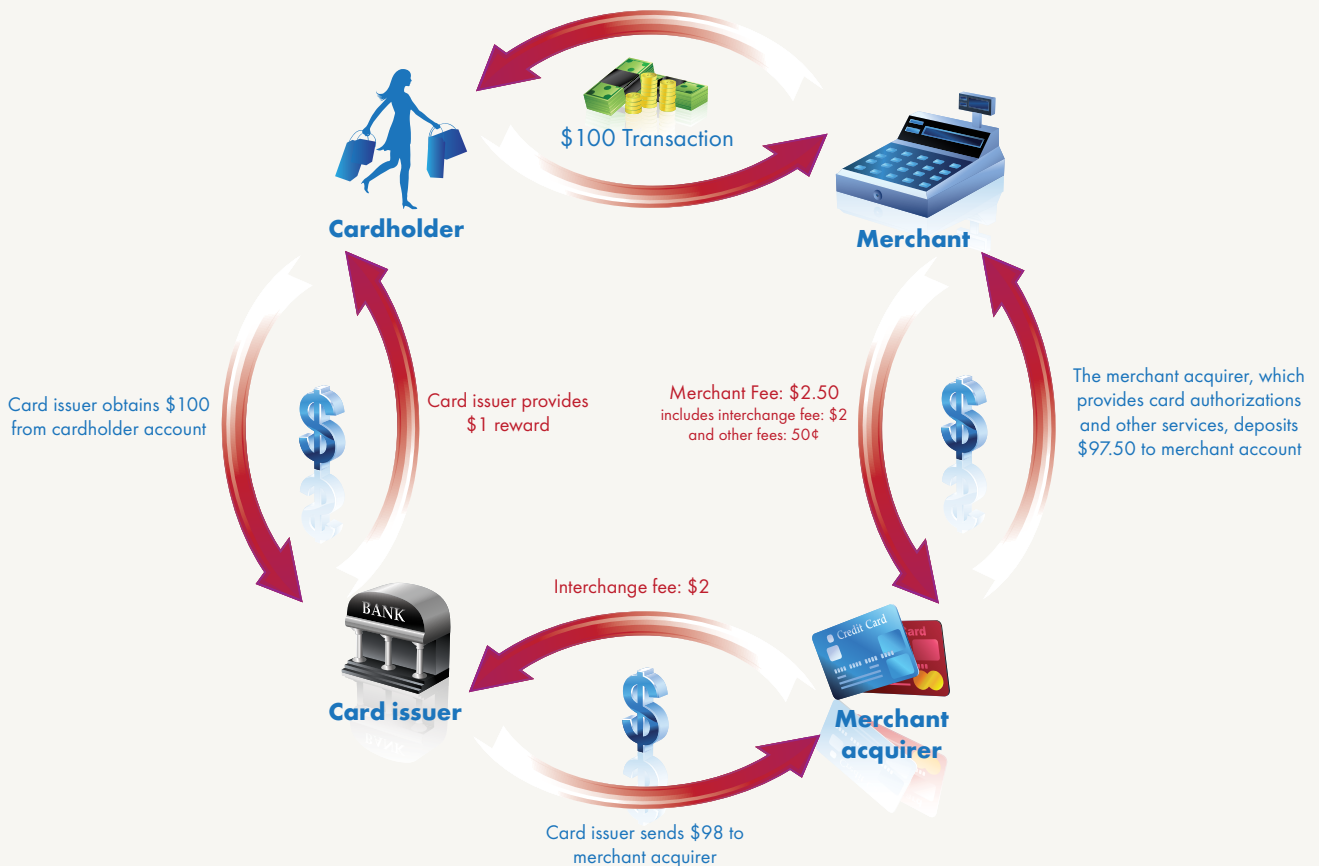 $100 Transaction
Cardholder
Merchant
Card issuer obtains $100
from cardholder account
Card issuer provides
$1 reward
Merchant Fee: $2.50
includes interchange fee: $2
and other fees: 50¢
The merchant acquirer, which
provides card authorizations
and other services, deposits
$97.50 to merchant account
Interchange fee: $2
BANK
Credit Card
ard
Card issuer
Merchant
acquirer
Card issuer sends $98 to
merchant acquirer